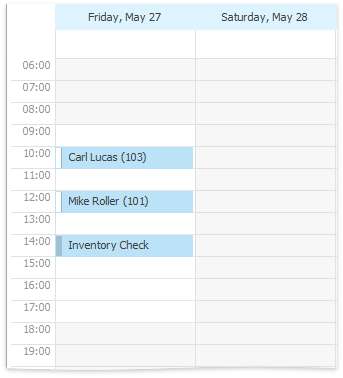 Friday, May 27 Saturday, May 28
06:00
07:00
08:00
09:00
10:00 Carl Lucas (103)
11:00
12:00 Mike Roller (101)
13:00
14:00 Inventory Check
15:00
16:00
17:00
18:00
19:00